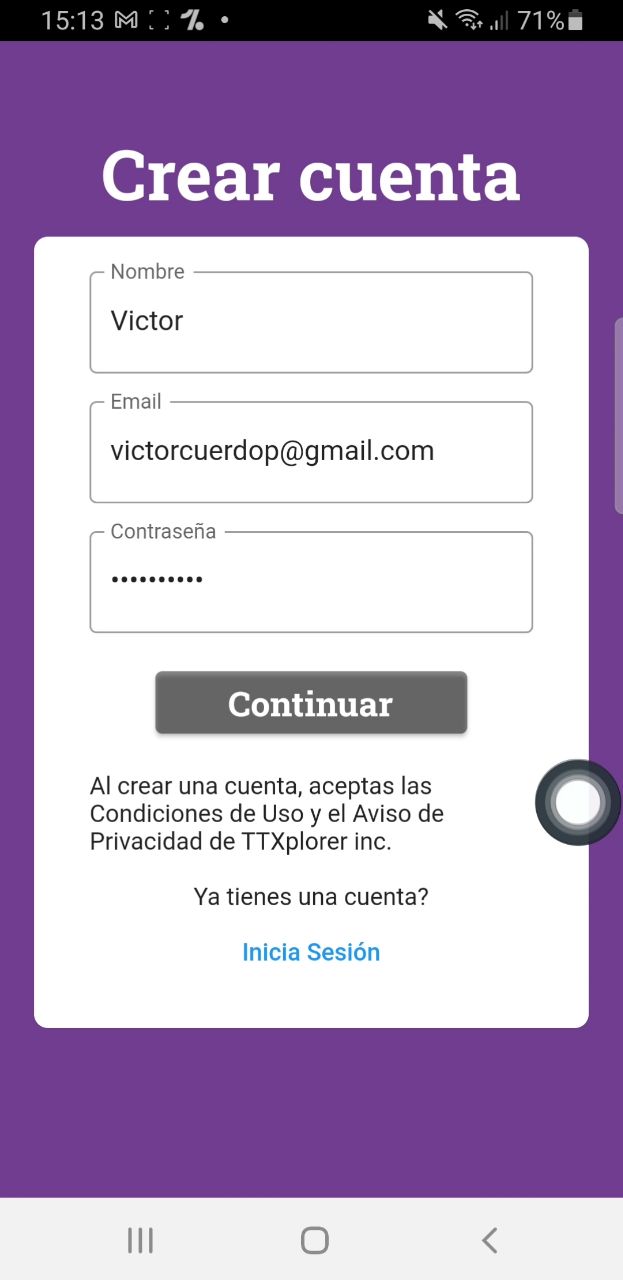 15:13
71%
Crear cuenta
Nombre
Victor
Email
victorcuerdop@gmail.com
Contraseña
••••••••••
Continuar
Al crear una cuenta, aceptas las
Condiciones de Uso y el Aviso de
Privacidad de TTXplorer inc.
Ya tienes una cuenta?
Inicia Sesión